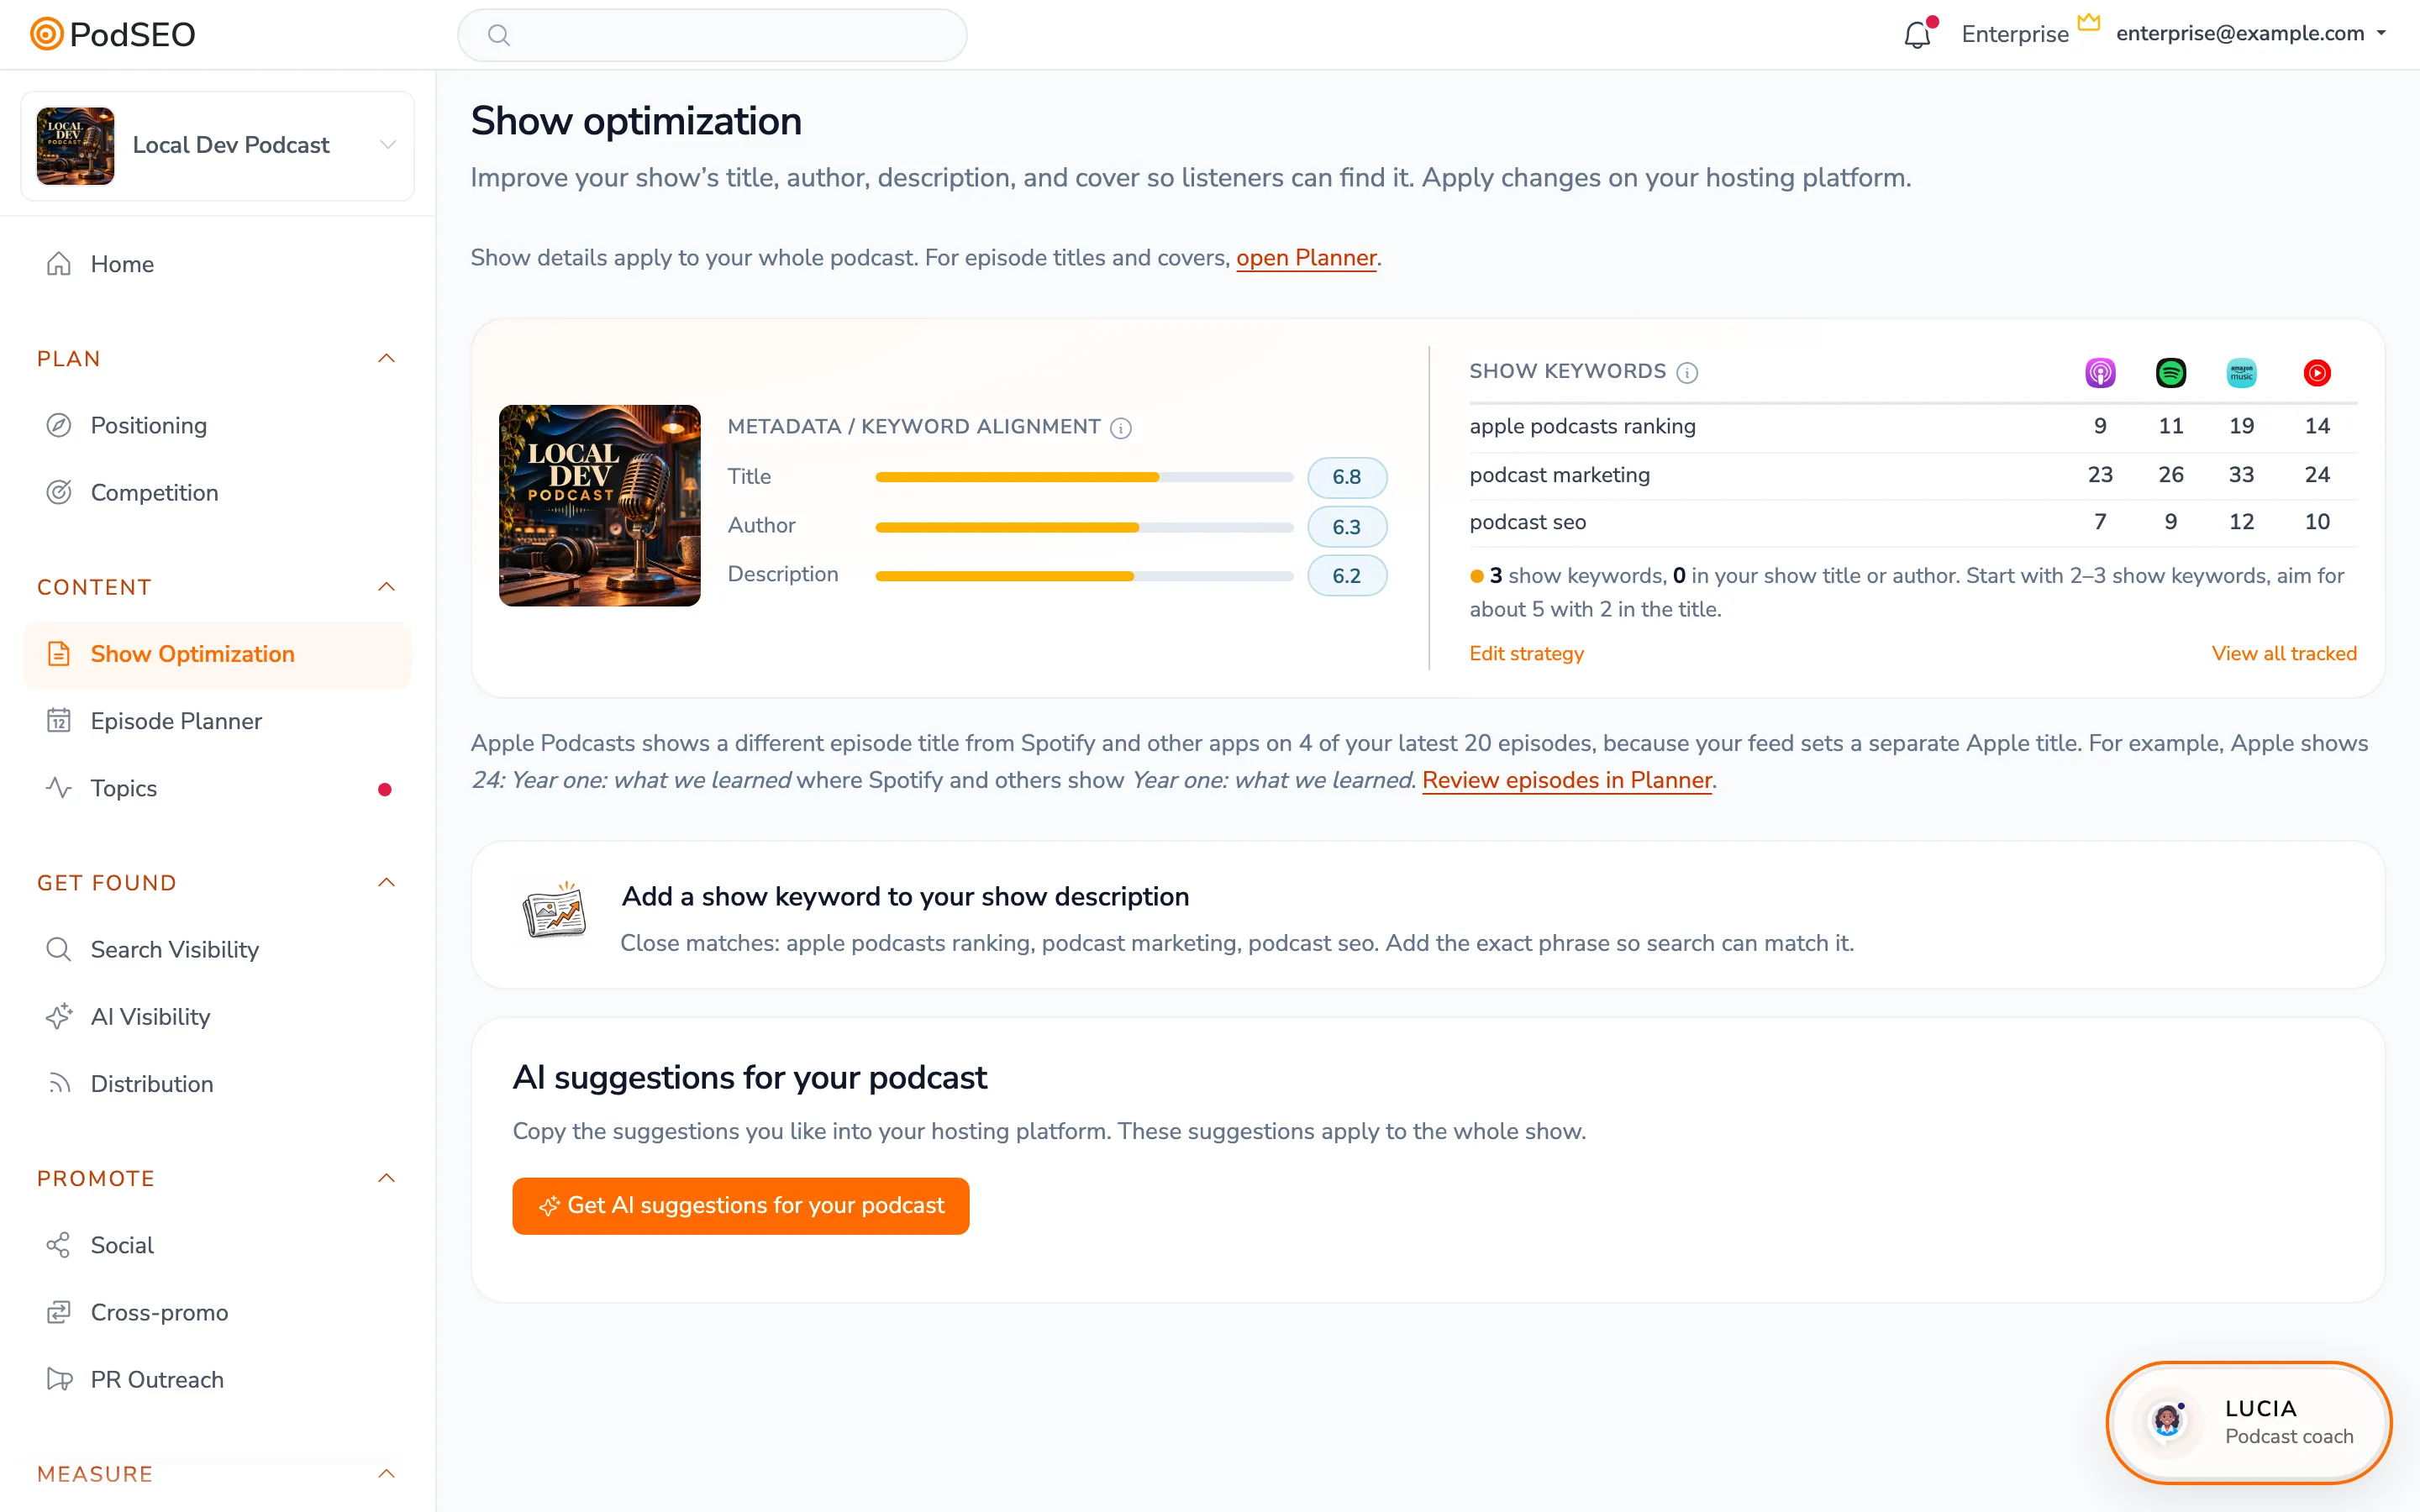 PodSEO
Enterprise
enterprise@example.com
LOCAL
DEV
PODCAST
Local Dev Podcast
Home
PLAN
Positioning
Competition
CONTENT
Show Optimization
12
Episode Planner
Topics
GET FOUND
Search Visibility
AI Visibility
Distribution
PROMOTE
Social
Cross-promo
PR Outreach
MEASURE
Show optimization
Improve your show’s title, author, description, and cover so listeners can find it. Apply changes on your hosting platform.
Show details apply to your whole podcast. For episode titles and covers, open Planner.
LOCAL
DEV
PODCAST
METADATA / KEYWORD ALIGNMENT
Title 6.8
Author 6.3
Description 6.2
SHOW KEYWORDS
amazon music
apple podcasts ranking 9 11 19 14
podcast marketing 23 26 33 24
podcast seo 7 9 12 10
3 show keywords, 0 in your show title or author. Start with 2–3 show keywords, aim for
about 5 with 2 in the title.
Edit strategy View all tracked
Apple Podcasts shows a different episode title from Spotify and other apps on 4 of your latest 20 episodes, because your feed sets a separate Apple title. For example, Apple shows
24: Year one: what we learned where Spotify and others show Year one: what we learned. Review episodes in Planner.
Add a show keyword to your show description
Close matches: apple podcasts ranking, podcast marketing, podcast seo. Add the exact phrase so search can match it.
AI suggestions for your podcast
Copy the suggestions you like into your hosting platform. These suggestions apply to the whole show.
Get AI suggestions for your podcast
LUCIA
Podcast coach